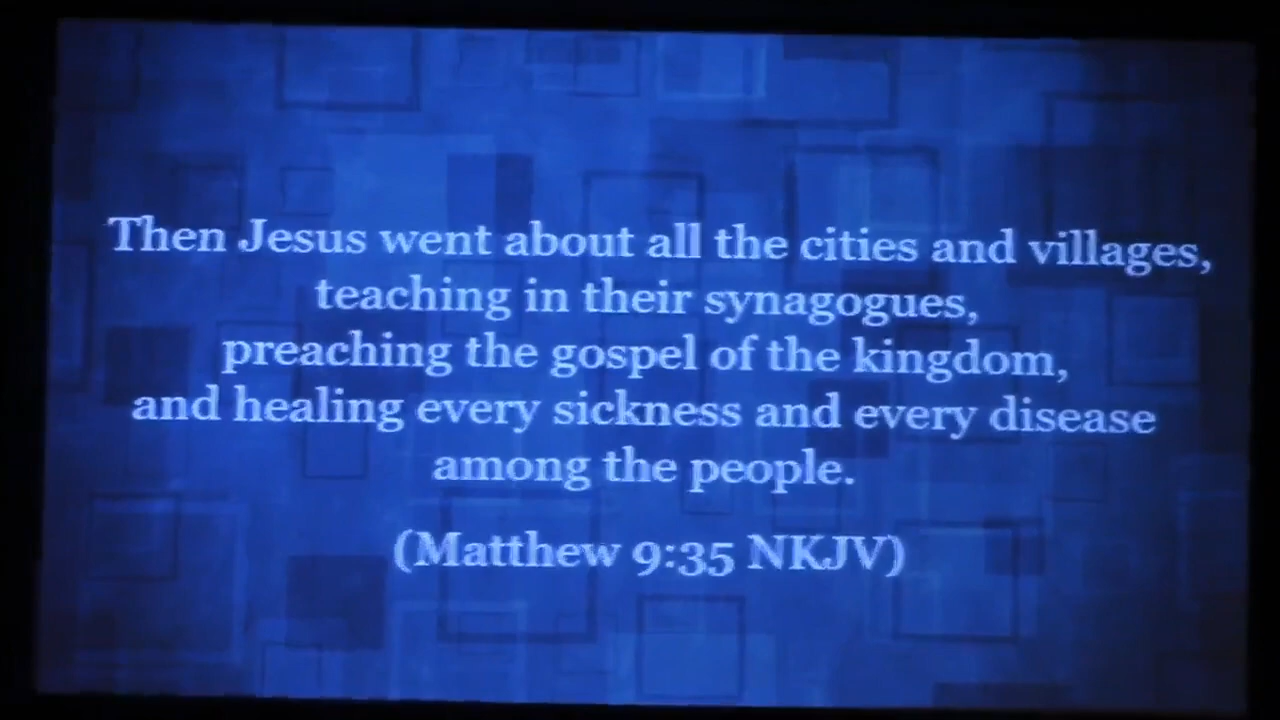 Then Jesus went about all the cities and villages,
teaching in their synagogues,
preaching the gospel of the kingdom,
and healing every sickness and every disease
among the people.
(Matthew 9:35 NKJV)